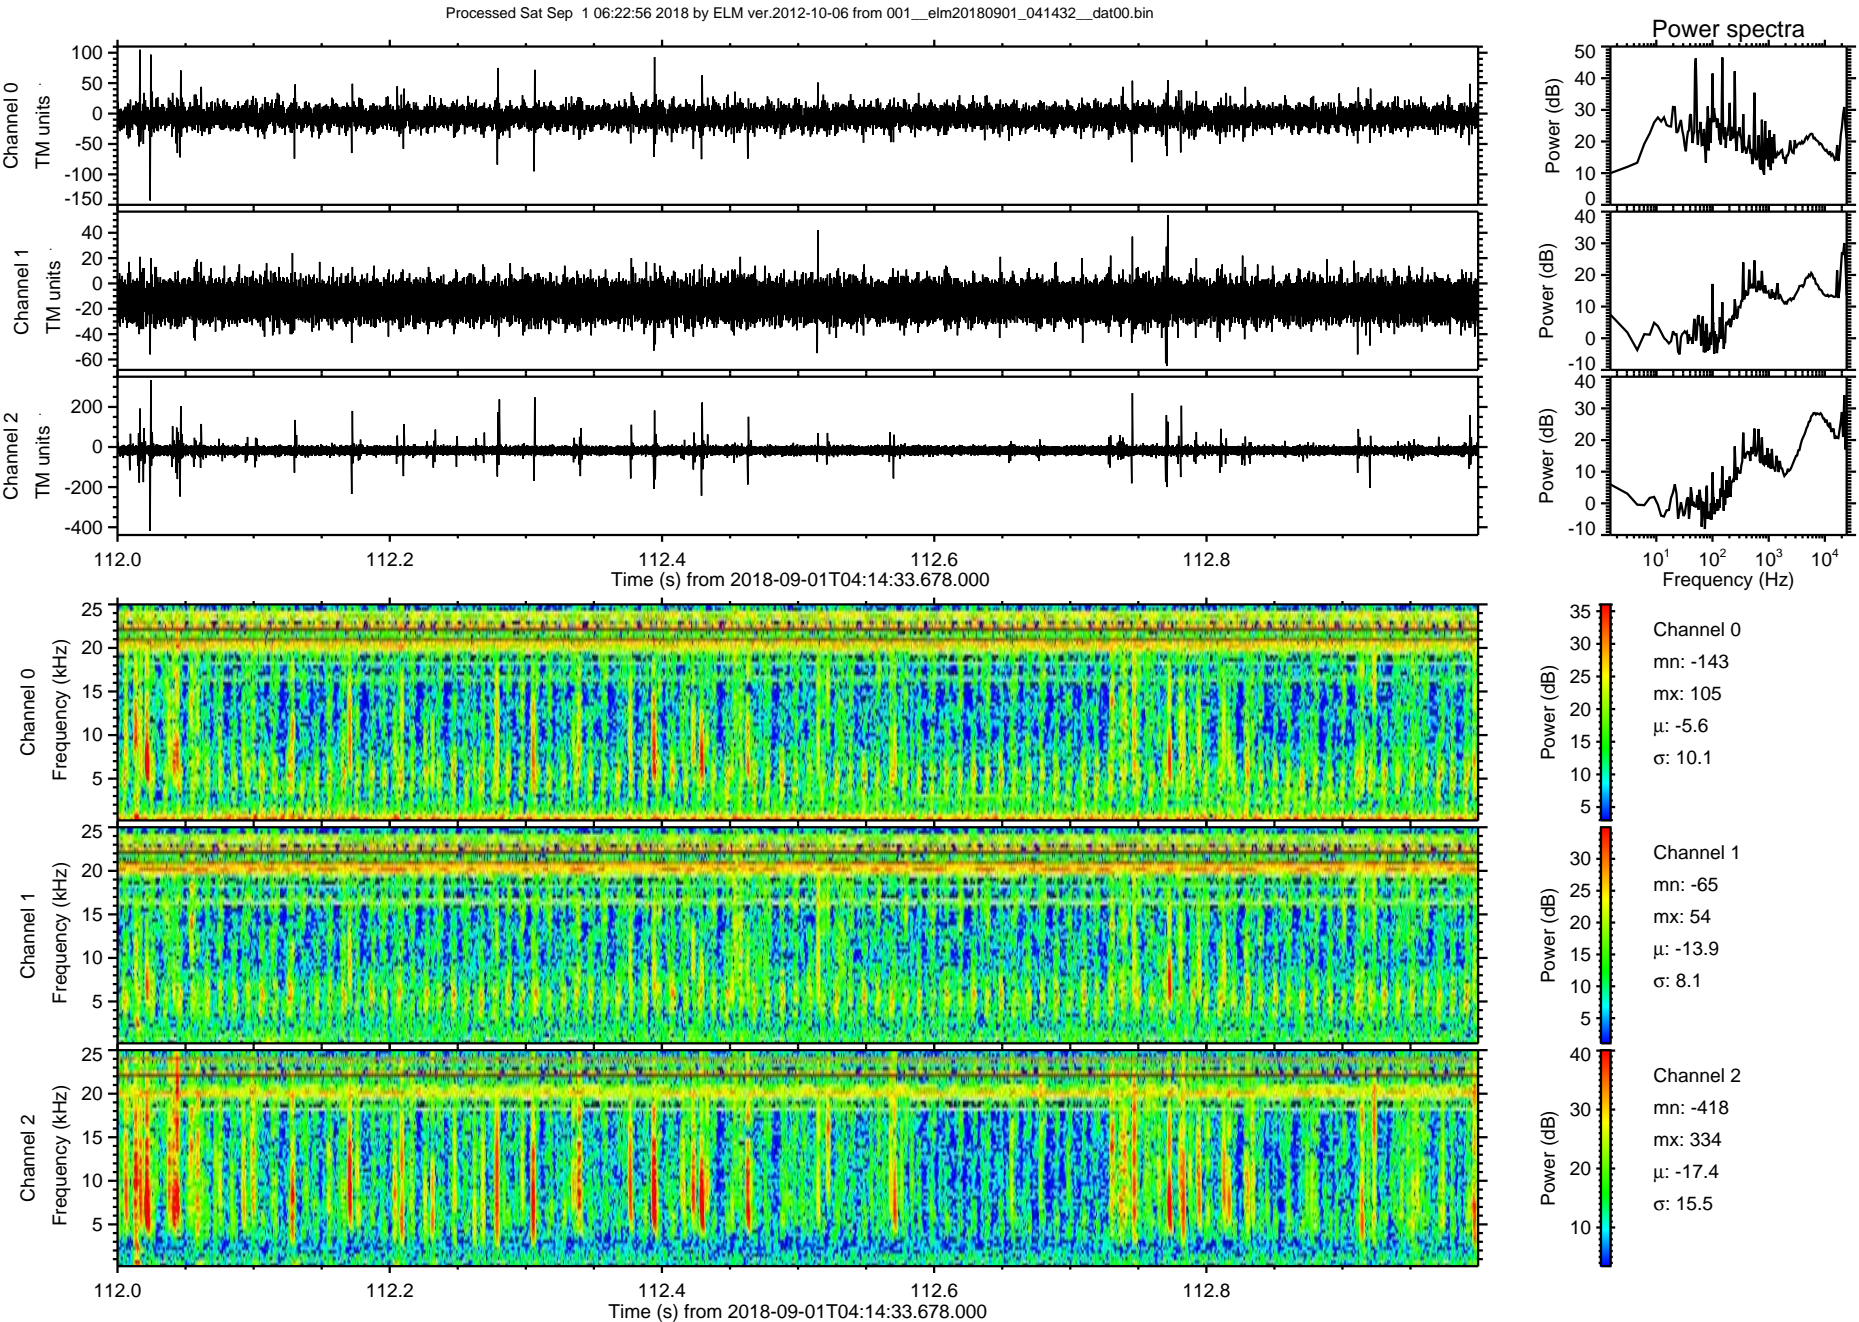 Processed Sat Sep  1 06:22:56 2018 by ELM ver.2012-10-06 from 001__elm20180901_041432__dat00.bin
Power spectra
Channel 0
TM units
100
50
0
-50
-100
-150
Power (dB)
50
40
30
20
10
0
Channel 1
TM units
40
20
0
-20
-40
-60
Power (dB)
40
30
20
10
0
-10
Channel 2
TM units
200
0
-200
-400
Power (dB)
40
30
20
10
0
-10
112.0 112.2 112.4 112.6 112.8
Time (s) from 2018-09-01T04:14:33.678.000
10¹ 10² 10³ 10⁴
Frequency (Hz)
Channel 0
Frequency (kHz)
25
20
15
10
5
Power (dB)
35
30
25
20
15
10
5
Channel 0
mn: -143
mx: 105
μ: -5.6
σ: 10.1
Channel 1
Frequency (kHz)
25
20
15
10
5
Power (dB)
30
25
20
15
10
5
Channel 1
mn: -65
mx: 54
μ: -13.9
σ: 8.1
Channel 2
Frequency (kHz)
25
20
15
10
5
Power (dB)
40
30
20
10
Channel 2
mn: -418
mx: 334
μ: -17.4
σ: 15.5
112.0 112.2 112.4 112.6 112.8
Time (s) from 2018-09-01T04:14:33.678.000